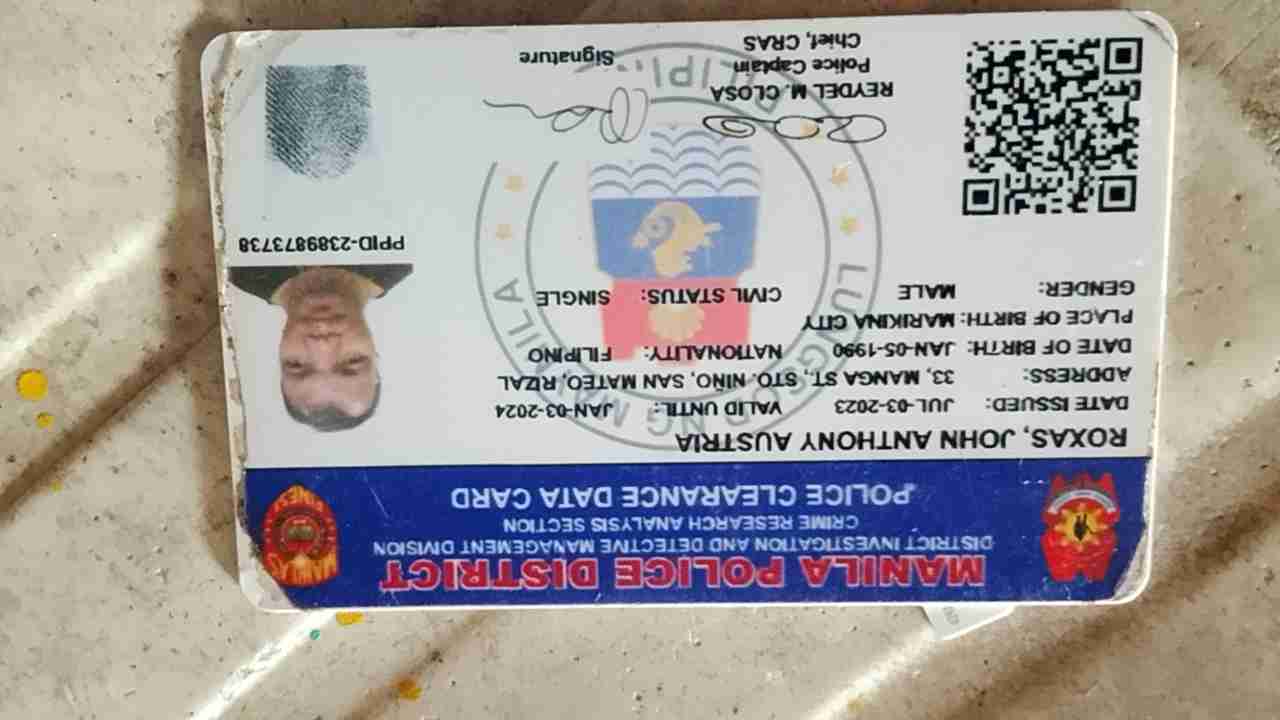 MANILA POLICE DISTRICT
DISTRICT INVESTIGATION AND DETECTIVE MANAGEMENT DIVISION
CRIME RESEARCH ANALYSIS SECTION
POLICE CLEARANCE DATA CARD
ROXAS, JOHN ANTHONY AUSTRIA
DATE ISSUED: JUL-03-2023 VALID UNTIL: JAN-03-2024
ADDRESS: 33, MANGA ST., STO. NIÑO, SAN MATEO, RIZAL
DATE OF BIRTH: JAN-05-1990 NATIONALITY: FILIPINO
PLACE OF BIRTH: MARIKINA CITY
GENDER: MALE CIVIL STATUS: SINGLE
PPID-2389873738
LUNGSOD NG MAYNILA
REYDEL M. CLOSA
Police Captain
Chief, CRAS
Signature